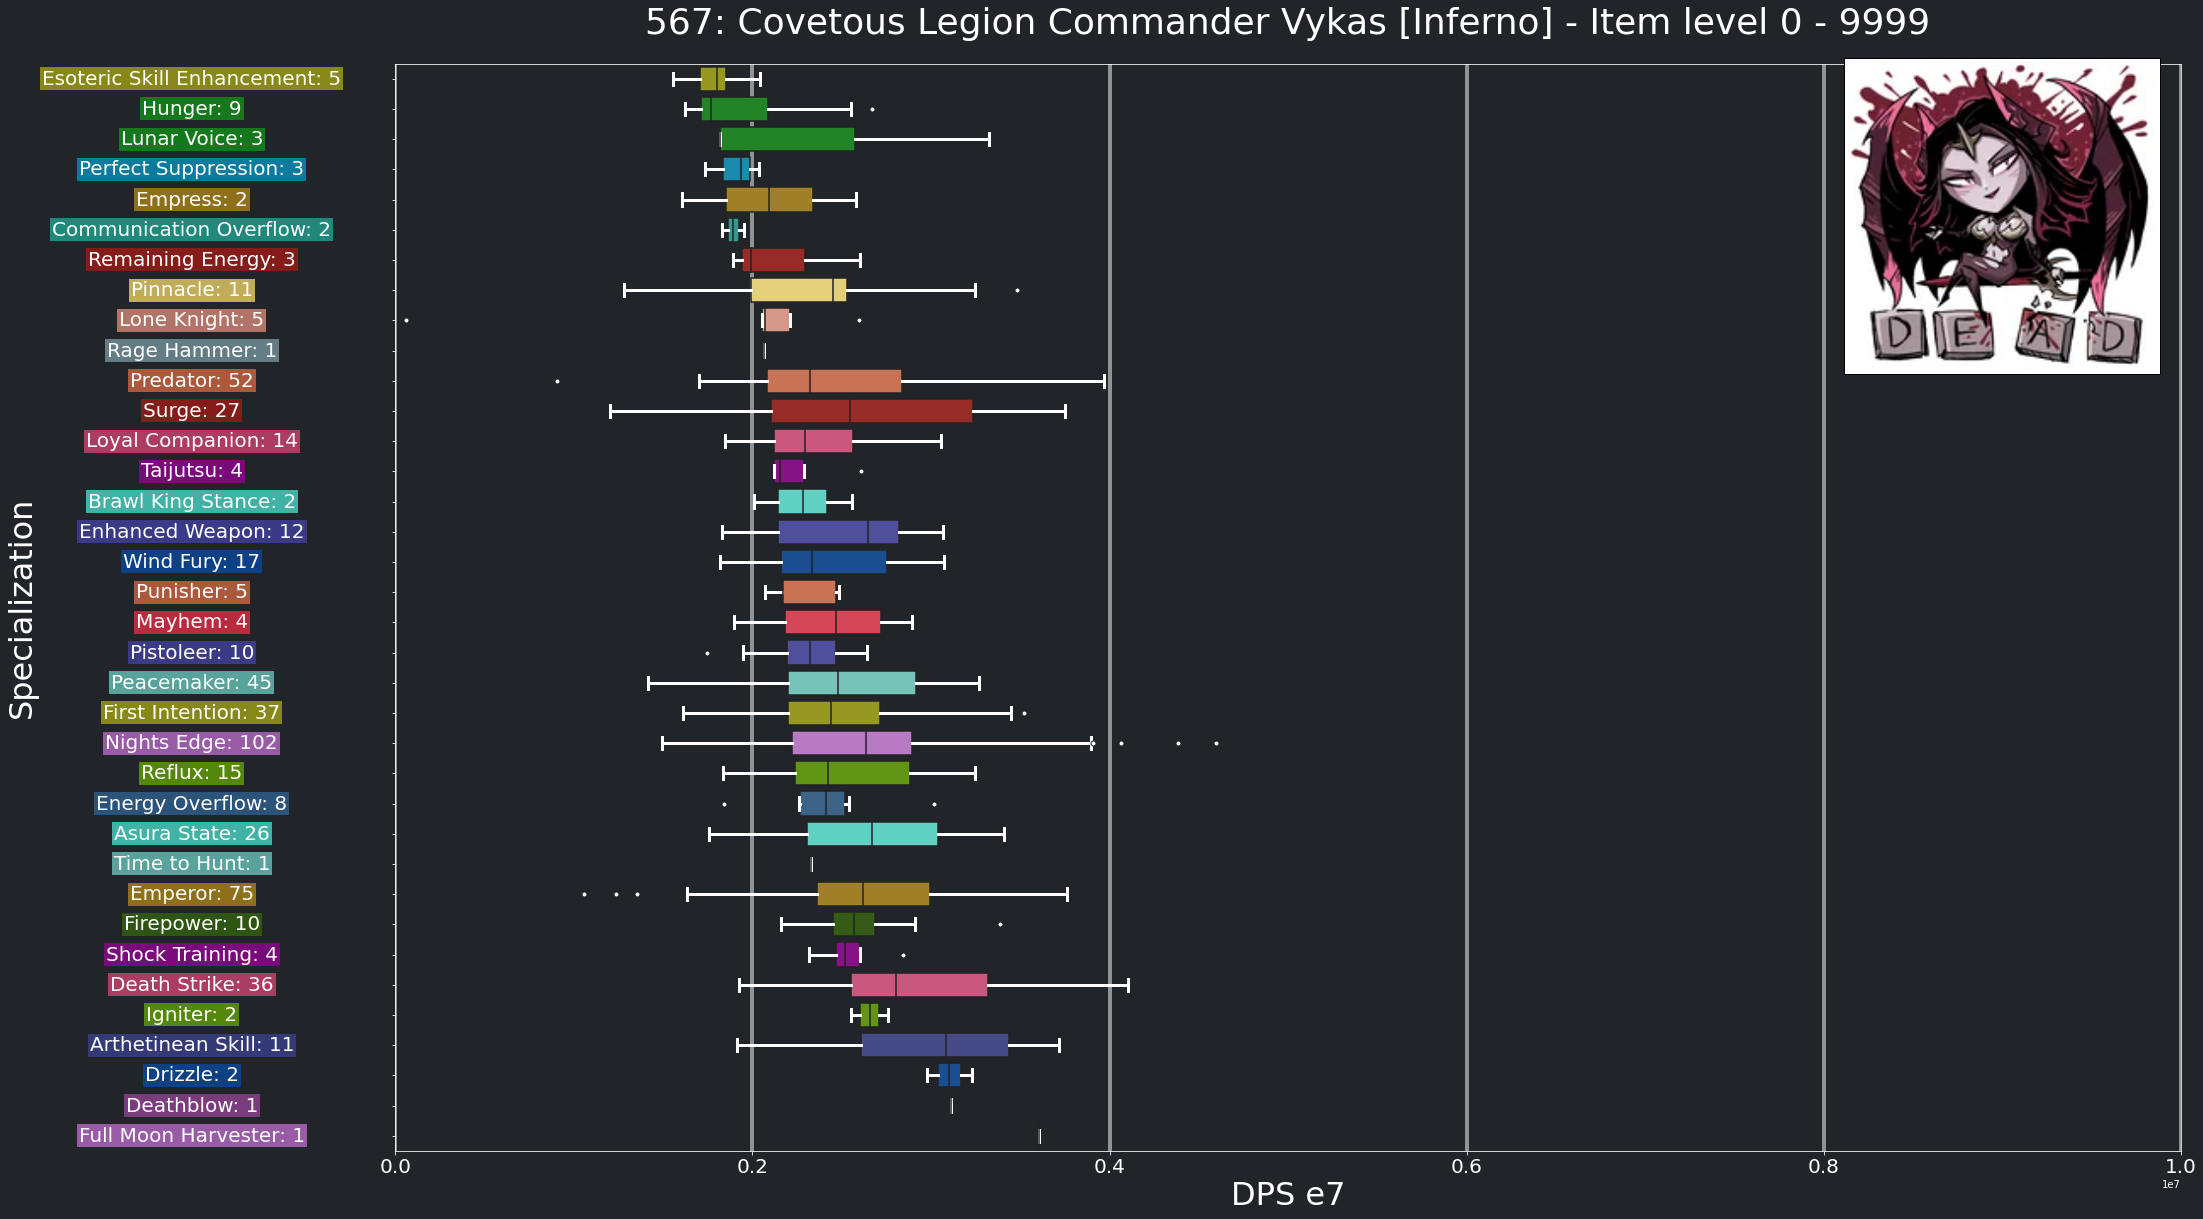 567: Covetous Legion Commander Vykas [Inferno] - Item level 0 - 9999
Esoteric Skill Enhancement: 5
Hunger: 9
Lunar Voice: 3
Perfect Suppression: 3
Empress: 2
Communication Overflow: 2
Remaining Energy: 3
Pinnacle: 11
Lone Knight: 5
Rage Hammer: 1
Predator: 52
Surge: 27
Loyal Companion: 14
Taijutsu: 4
Brawl King Stance: 2
Enhanced Weapon: 12
Wind Fury: 17
Punisher: 5
Mayhem: 4
Pistoleer: 10
Peacemaker: 45
First Intention: 37
Nights Edge: 102
Reflux: 15
Energy Overflow: 8
Asura State: 26
Time to Hunt: 1
Emperor: 75
Firepower: 10
Shock Training: 4
Death Strike: 36
Igniter: 2
Arthetinean Skill: 11
Drizzle: 2
Deathblow: 1
Full Moon Harvester: 1
Specialization
D E A D
0.0 0.2 0.4 0.6 0.8 1.0
1e7
DPS e7